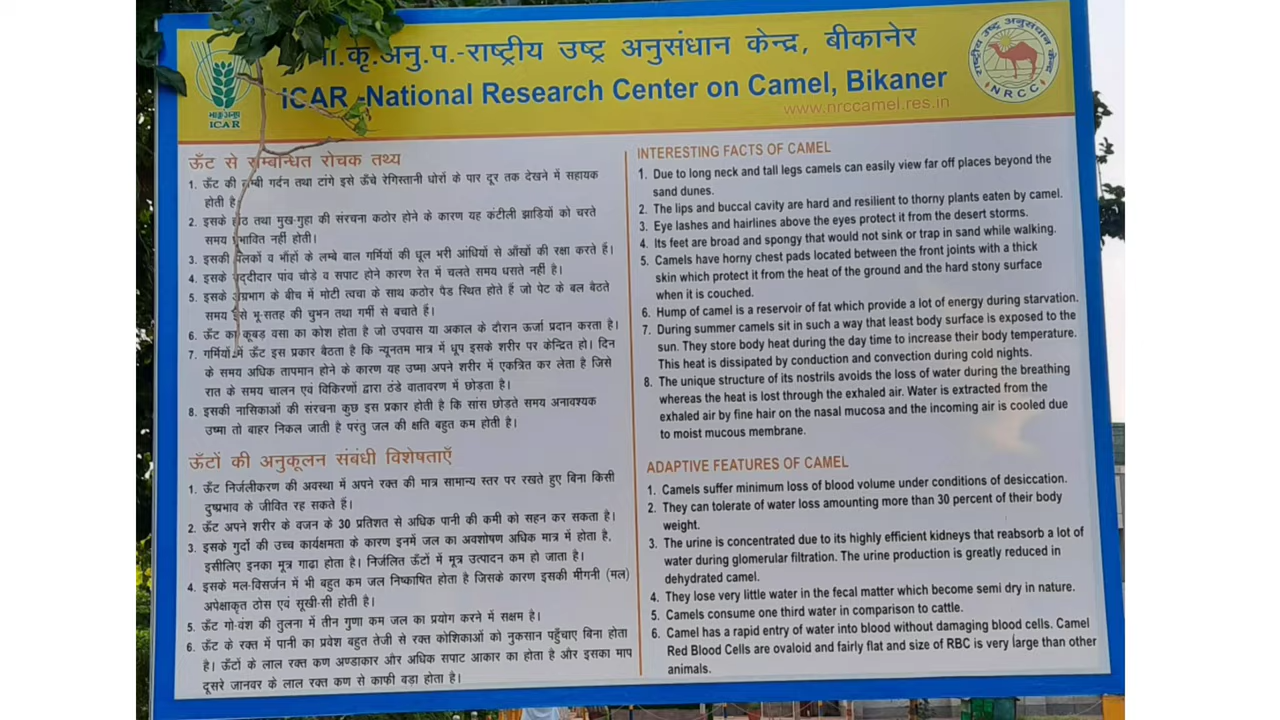 भा.कृ.अनु.प.-राष्ट्रीय उष्ट्र अनुसंधान केन्द्र, बीकानेर
iCAR -National Research Center on Camel, Bikaner
www.nrccamel.res.in
भाकृअनुप
ICAR
राष्ट्रीय उष्ट्र अनुसंधान केन्द्र
NRCC
ऊँट से सम्बन्धित रोचक तथ्य
1. ऊँट की लम्बी गर्दन तथा टांगे इसे ऊँचे रेगिस्तानी धोरों के पार दूर तक देखने में सहायक
होती है
2. इसके होठ तथा मुख-गुहा की संरचना कठोर होने के कारण यह कंटीली झाडियों को चरते
समय प्रभावित नहीं होती।
3. इसकी पलकों व भौंहों के लम्बे बाल गर्मियों की धूल भरी आंधियों से आँखों की रक्षा करते हैं।
4. इसके गद्दीदार पांव चौड़े व सपाट होने कारण रेत में चलते समय धसते नहीं है।
5. इसके अग्रभाग के बीच में मोटी त्वचा के साथ कठोर पैड स्थित होते हैं जो पेट के बल बैठते
समय इसे भू-सतह की चुभन तथा गर्मी से बचाते हैं।
6. ऊँट का कूबड़ वसा का कोश होता है जो उपवास या अकाल के दौरान ऊर्जा प्रदान करता है।
7. गर्मियों में ऊँट इस प्रकार बैठता है कि न्यूनतम मात्र में धूप इसके शरीर पर केन्द्रित हो। दिन
के समय अधिक तापमान होने के कारण यह उष्मा अपने शरीर में एकत्रित कर लेता है जिसे
रात के समय चालन एवं विकिरणों द्वारा ठंडे वातावरण में छोडता है।
8. इसकी नासिकाओं की संरचना कुछ इस प्रकार होती है कि सांस छोडते समय अनावश्यक
उष्मा तो बाहर निकल जाती है परंतु जल की क्षति बहुत कम होती है।
ऊँटों की अनुकूलन संबंधी विशेषताएँ
1. ऊँट निर्जलीकरण की अवस्था में अपने रक्त की मात्र सामान्य स्तर पर रखते हुए बिना किसी
दुष्प्रभाव के जीवित रह सकते हैं।
2. ऊँट अपने शरीर के वजन के 30 प्रतिशत से अधिक पानी की कमी को सहन कर सकता है।
3. इसके गुर्दो की उच्च कार्यक्षमता के कारण इनमें जल का अवशोषण अधिक मात्र में होता है,
इसीलिए इनका मूत्र गाढा होता है। निर्जलित ऊँटों में मूत्र उत्पादन कम हो जाता है।
4. इसके मल-विसर्जन में भी बहुत कम जल निष्काषित होता है जिसके कारण इसकी मींगनी (मल)
अपेक्षाकृत ठोस एवं सूखी-सी होती है।
5. ऊँट गो-वंश की तुलना में तीन गुणा कम जल का प्रयोग करने में सक्षम है।
6. ऊँट के रक्त में पानी का प्रवेश बहुत तेजी से रक्त कोशिकाओं को नुकसान पहुँचाए बिना होता
है। ऊँटों के लाल रक्त कण अण्डाकार और अधिक सपाट आकार का होता है और इसका माप
दूसरे जानवर के लाल रक्त कण से काफी बड़ा होता है।
INTERESTING FACTS OF CAMEL
1. Due to long neck and tall legs camels can easily view far off places beyond the
sand dunes.
2. The lips and buccal cavity are hard and resilient to thorny plants eaten by camel.
3. Eye lashes and hairlines above the eyes protect it from the desert storms.
4. Its feet are broad and spongy that would not sink or trap in sand while walking.
5. Camels have horny chest pads located between the front joints with a thick
skin which protect it from the heat of the ground and the hard stony surface
when it is couched.
6. Hump of camel is a reservoir of fat which provide a lot of energy during starvation.
7. During summer camels sit in such a way that least body surface is exposed to the
sun. They store body heat during the day time to increase their body temperature.
This heat is dissipated by conduction and convection during cold nights.
8. The unique structure of its nostrils avoids the loss of water during the breathing
whereas the heat is lost through the exhaled air. Water is extracted from the
exhaled air by fine hair on the nasal mucosa and the incoming air is cooled due
to moist mucous membrane.
ADAPTIVE FEATURES OF CAMEL
1. Camels suffer minimum loss of blood volume under conditions of desiccation.
2. They can tolerate of water loss amounting more than 30 percent of their body
weight.
3. The urine is concentrated due to its highly efficient kidneys that reabsorb a lot of
water during glomerular filtration. The urine production is greatly reduced in
dehydrated camel.
4. They lose very little water in the fecal matter which become semi dry in nature.
5. Camels consume one third water in comparison to cattle.
6. Camel has a rapid entry of water into blood without damaging blood cells. Camel
Red Blood Cells are ovaloid and fairly flat and size of RBC is very large than other
animals.